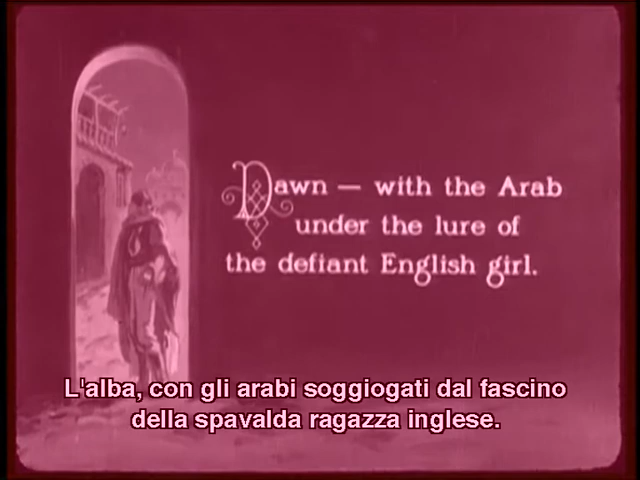 Dawn — with the Arab
under the lure of
the defiant English girl.
L'alba, con gli arabi soggiogati dal fascino
della spavalda ragazza inglese.